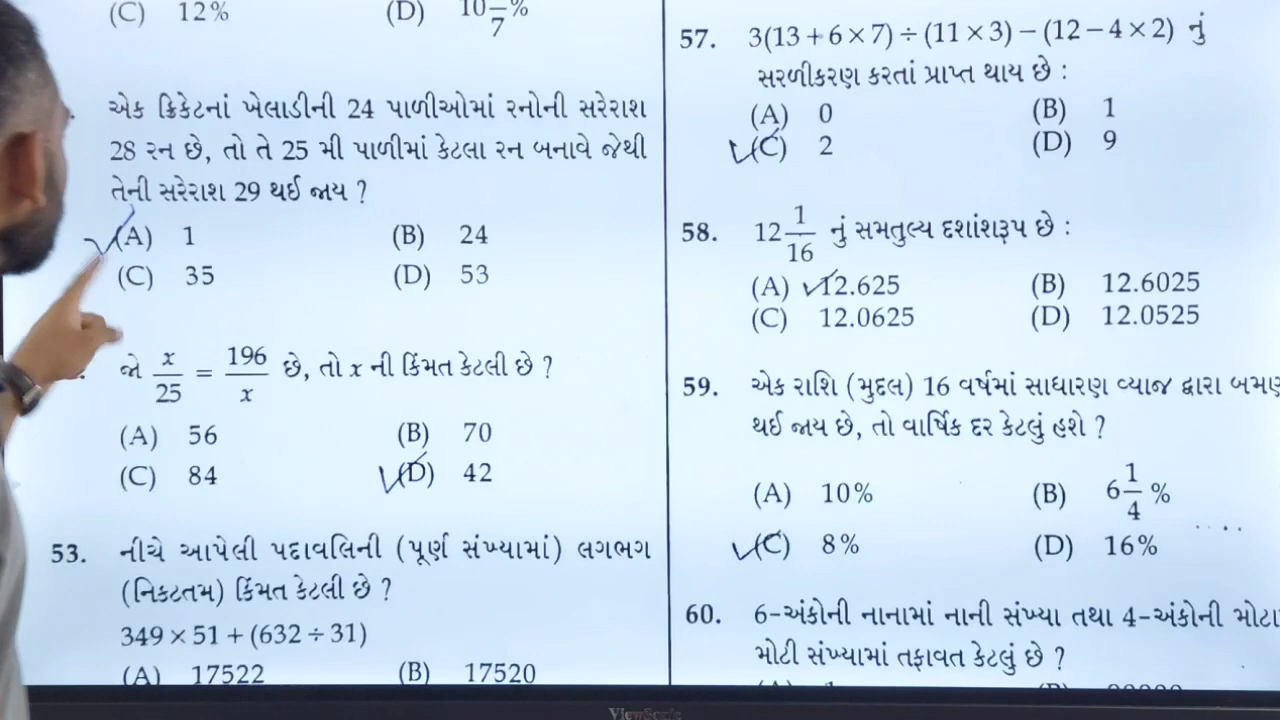 (C) 12% (D) 10 –/7 %
એક ક્રિકેટનાં ખેલાડીની 24 પાળીઓમાં રનોની સરેરાશ
28 રન છે, તો તે 25 મી પાળીમાં કેટલા રન બનાવે જેથી
તેની સરેરાશ 29 થઈ જાય ?
(A) 1 (B) 24
(C) 35 (D) 53
જો x/25 = 196/x છે, તો x ની કિંમત કેટલી છે ?
(A) 56 (B) 70
(C) 84 (D) 42
53. નીચે આપેલી પદાવલિની (પૂર્ણ સંખ્યામાં) લગભગ
(નિકટતમ) કિંમત કેટલી છે ?
349 × 51 + (632 ÷ 31)
(A) 17522 (B) 17520
57. 3(13 + 6 × 7) ÷ (11 × 3) − (12 − 4 × 2) નું
સરળીકરણ કરતાં પ્રાપ્ત થાય છે :
(A) 0 (B) 1
(C) 2 (D) 9
58. 12 1/16 નું સમતુલ્ય દશાંશરૂપ છે :
(A) 12.625 (B) 12.6025
(C) 12.0625 (D) 12.0525
59. એક રાશિ (મુદ્દલ) 16 વર્ષમાં સાધારણ વ્યાજ દ્વારા
થઈ જાય છે, તો વાર્ષિક દર કેટલું હશે ?
(A) 10% (B) 6 1/4 %
(C) 8% (D) 16%
60. 6-અંકોની નાનામાં નાની સંખ્યા તથા 4-અંકોની
મોટી સંખ્યામાં તફાવત કેટલું છે ?
ViewSonic